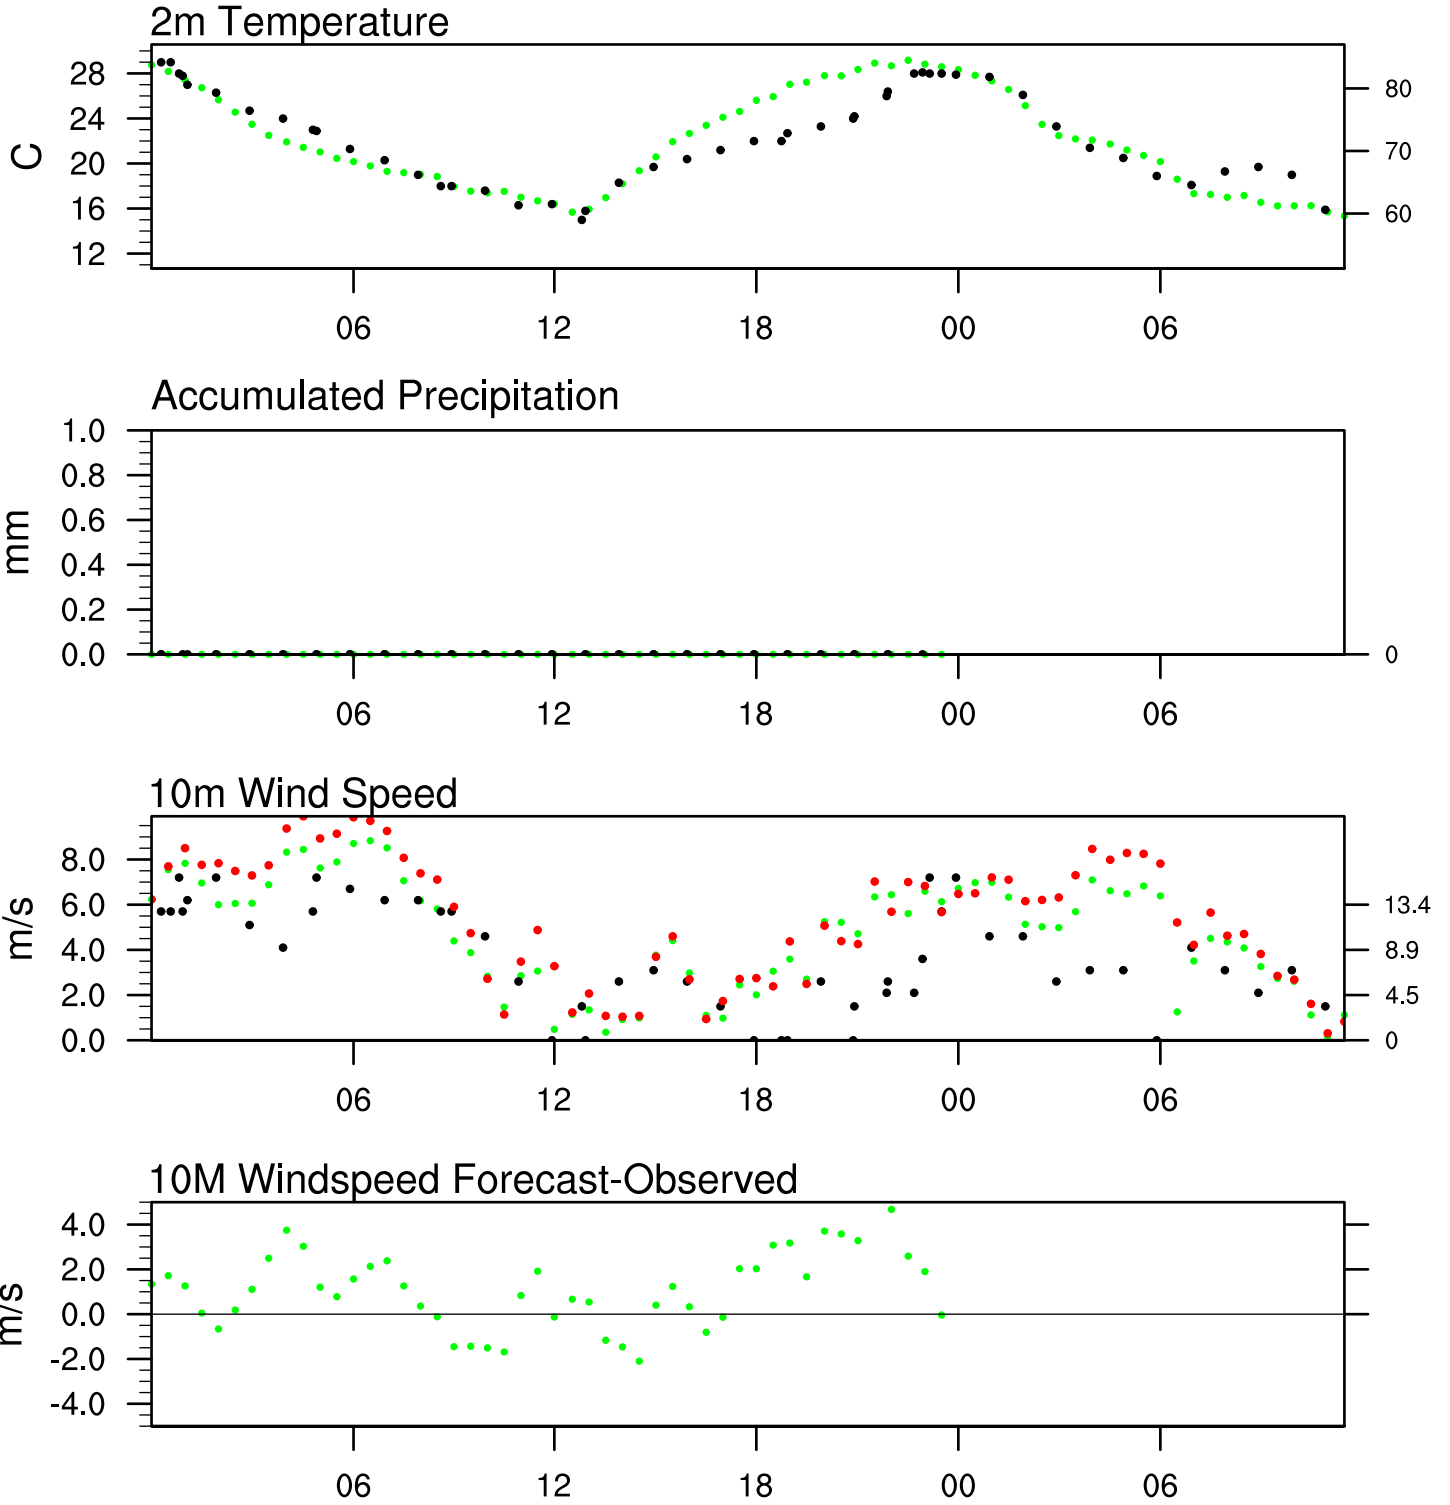 2m Temperature
C
28
24
20
16
12
80
70
60
06 12 18 00 06
Accumulated Precipitation
mm
1.0
0.8
0.6
0.4
0.2
0.0
0
06 12 18 00 06
10m Wind Speed
m/s
8.0
6.0
4.0
2.0
0.0
13.4
8.9
4.5
0
06 12 18 00 06
10M Windspeed Forecast-Observed
m/s
4.0
2.0
0.0
-2.0
-4.0
06 12 18 00 06